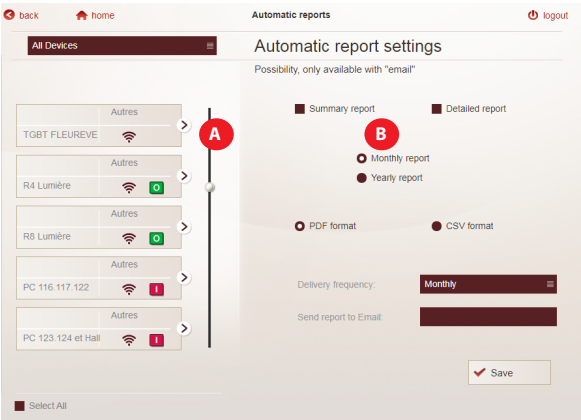 back
home
Automatic reports
logout
All Devices
Automatic report settings
Possibility, only available with "email"
Autres
TGBT FLEUREVE
Autres
R4 Lumière
O
Autres
R8 Lumière
O
Autres
PC 116.117.122
I
Autres
PC 123.124 et Hall
I
Select All
A
Summary report
Detailed report
B
Monthly report
Yearly report
PDF format
CSV format
Delivery frequency:
Monthly
Send report to Email:
Save